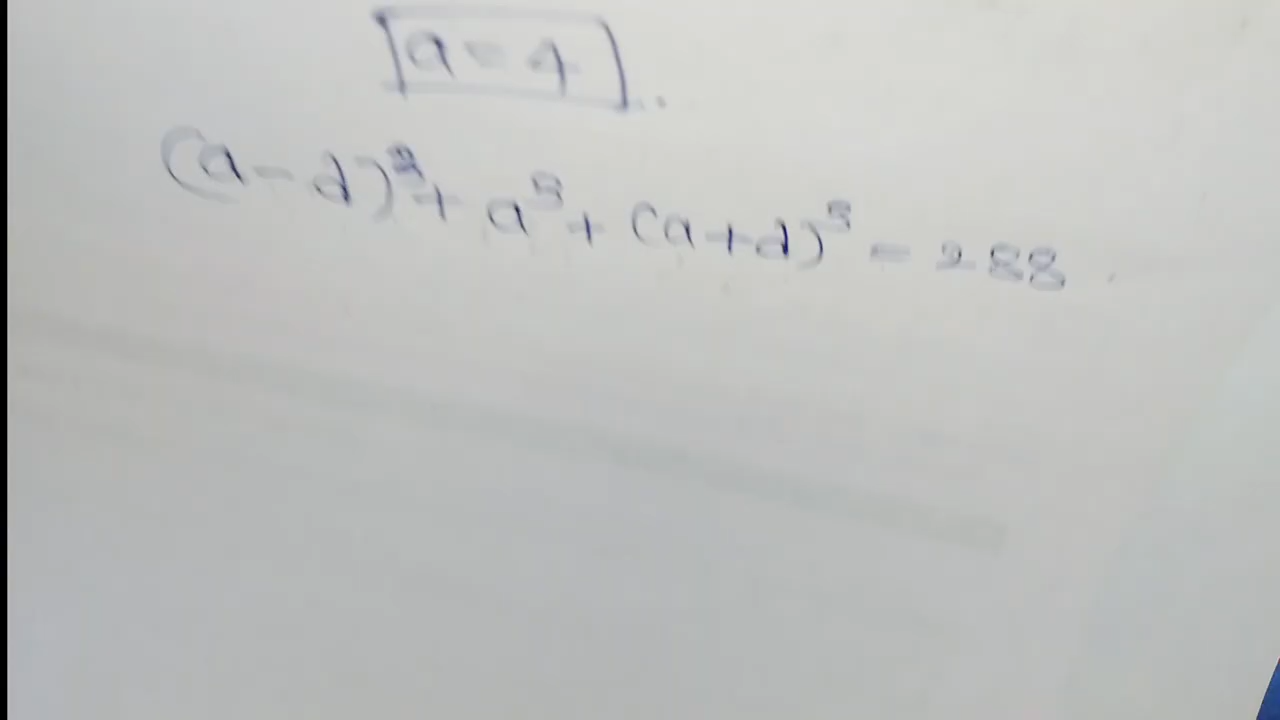 a = 4
(a-d)³ + a³ + (a+d)³ = 288